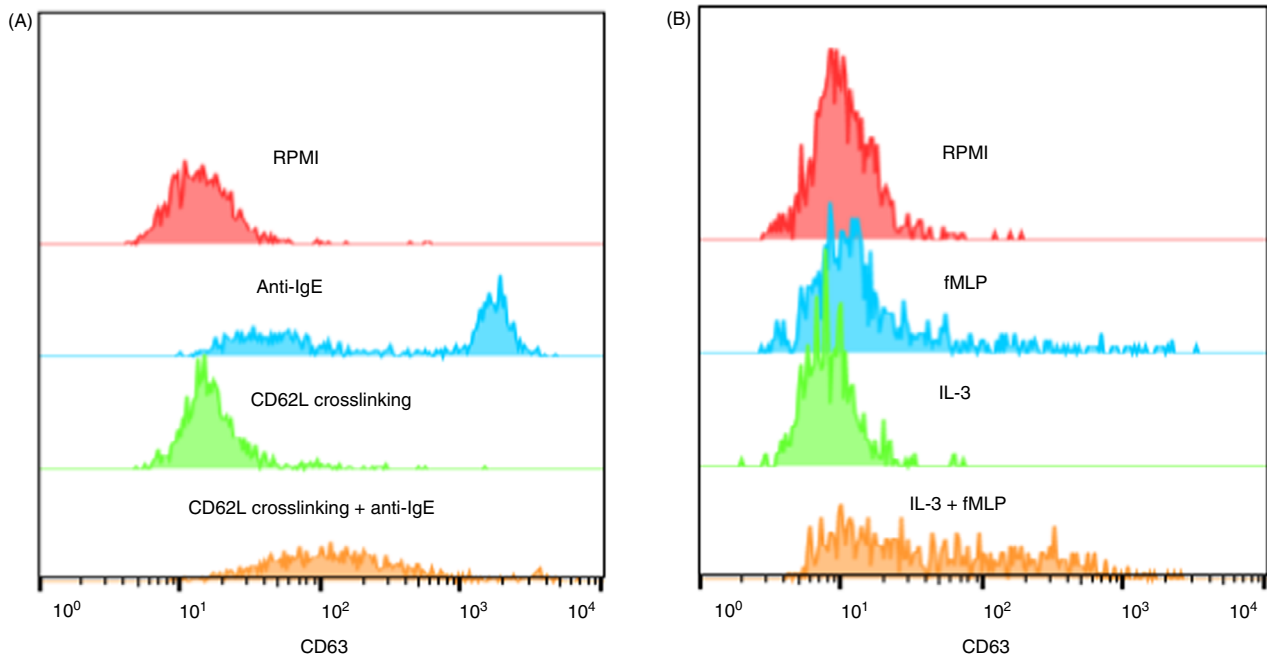 (A)
RPMI
Anti-IgE
CD62L crosslinking
CD62L crosslinking + anti-IgE
10⁰ 10¹ 10² 10³ 10⁴
CD63
(B)
RPMI
fMLP
IL-3
IL-3 + fMLP
10⁰ 10¹ 10² 10³ 10⁴
CD63